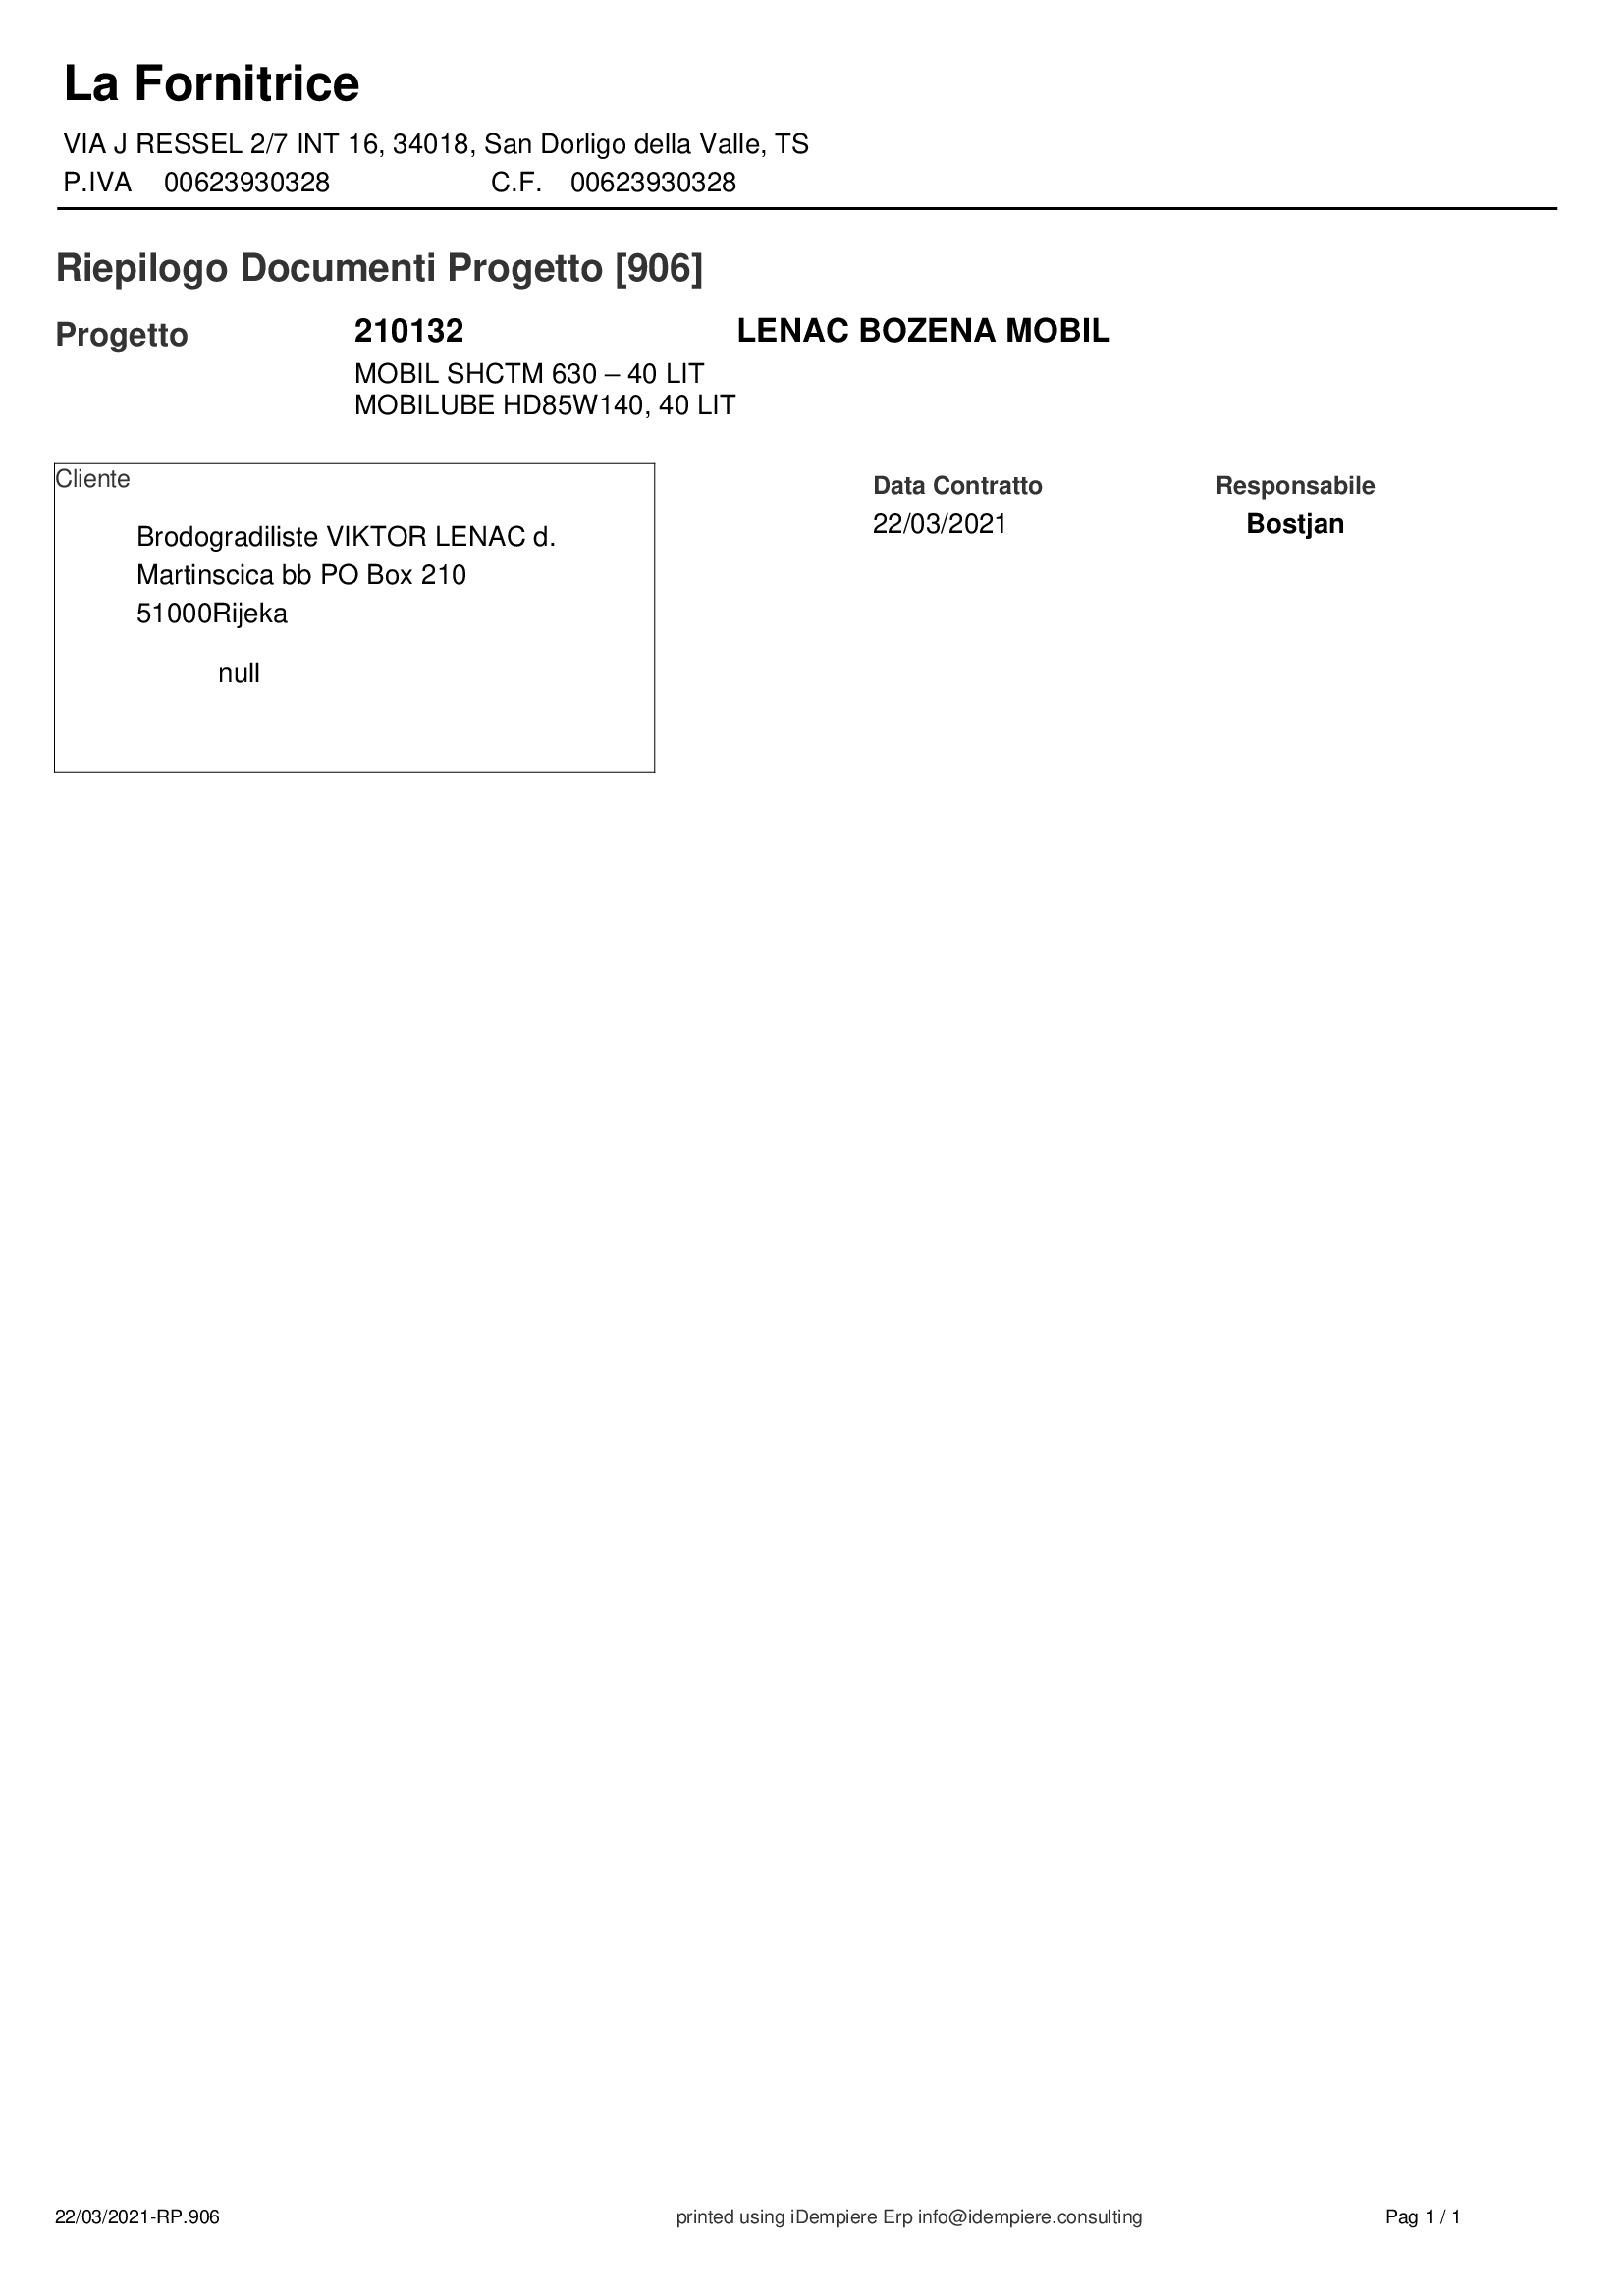 La Fornitrice
VIA J RESSEL 2/7 INT 16, 34018, San Dorligo della Valle, TS
P.IVA 00623930328 C.F. 00623930328
Riepilogo Documenti Progetto [906]
Progetto 210132 LENAC BOZENA MOBIL
MOBIL SHCTM 630 – 40 LIT
MOBILUBE HD85W140, 40 LIT
Cliente
Brodogradiliste VIKTOR LENAC d.
Martinscica bb PO Box 210
51000Rijeka
null
Data Contratto Responsabile
22/03/2021 Bostjan
22/03/2021-RP.906 printed using iDempiere Erp info@idempiere.consulting Pag 1 / 1